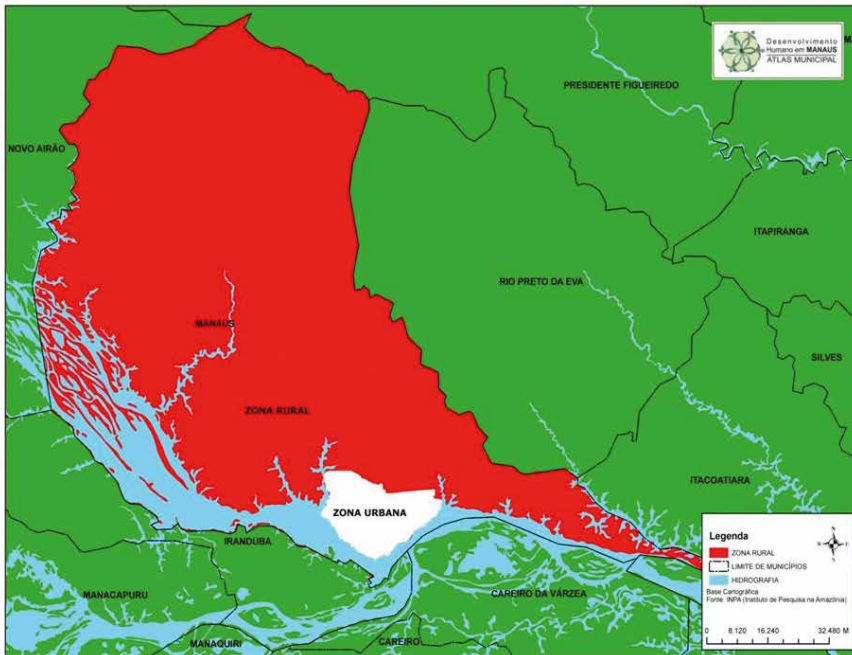 Desenvolvimento
Humano em MANAUS
ATLAS MUNICIPAL
PRESIDENTE FIGUEIREDO
NOVO AIRÃO
ITAPIRANGA
RIO PRETO DA EVA
MANAUS
SILVES
ZONA RURAL
ITACOATIARA
ZONA URBANA
IRANDUBA
MANACAPURU
CAREIRO DA VÁRZEA
MANAQUIRI
CAREIRO
Legenda
N
W E
S
ZONA RURAL
LIMITE DE MUNICÍPIOS
HIDROGRAFIA
Base Cartográfica
Fonte: INPA (Instituto de Pesquisa na Amazônia)
0 8.120 16.240 32.480 M